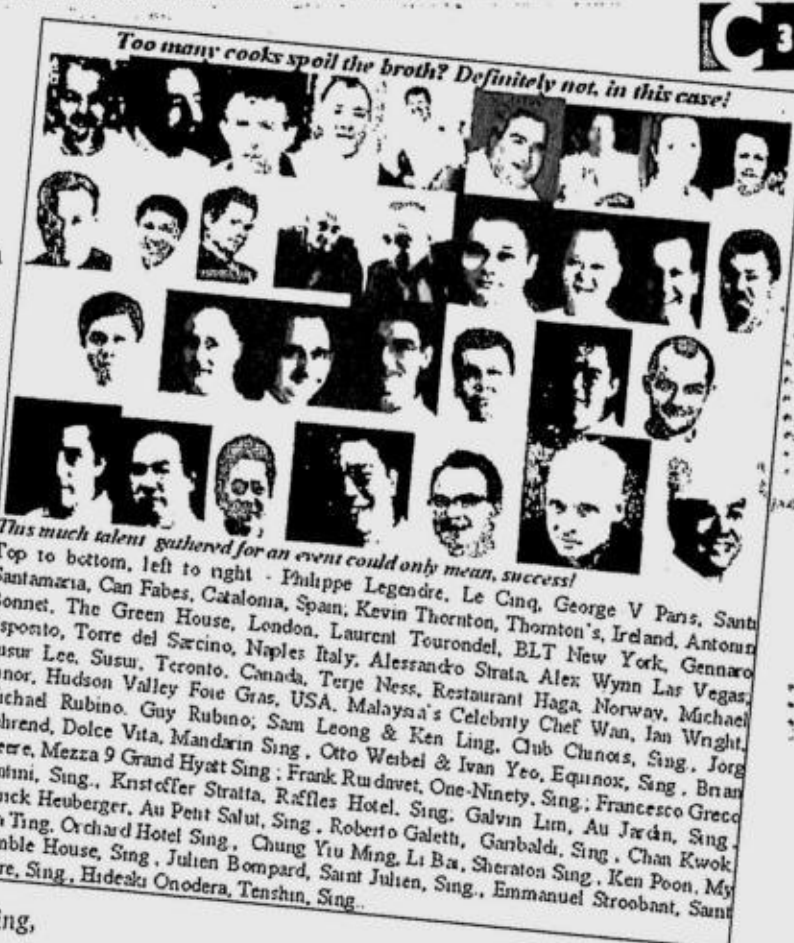 C 3
Too many cooks spoil the broth? Definitely not, in this case!
This much talent gathered for an event could only mean, success!
Top to bottom, left to right - Philippe Legendre, Le Cinq, George V Paris, Santi
Santamaria, Can Fabes, Catalonia, Spain; Kevin Thornton, Thornton's, Ireland, Antonin
Bonnet, The Green House, London, Laurent Tourondel, BLT New York, Gennaro
Esposito, Torre del Sarcino, Naples Italy, Alessandro Strata, Alex Wynn Las Vegas;
Susur Lee, Susur, Toronto, Canada, Terje Ness, Restaurant Haga, Norway, Michael
Hudson Valley Foie Gras, USA, Malaysia's Celebrity Chef Wan, Ian Wright,
Michael Rubino, Guy Rubino; Sam Leong & Ken Ling, Club Chinois, Sing., Jorg
Dolce Vita, Mandarin Sing., Otto Weibel & Ivan Yeo, Equinox, Sing., Brian
Mezza 9 Grand Hyatt Sing; Frank Ruidavet, One-Ninety, Sing.; Francesco Greco
Sing., Kristoffer Stratta, Raffles Hotel, Sing; Galvin Lim, Au Jardin, Sing.,
Heuberger, Au Petit Salut, Sing., Roberto Galetti, Garibaldi, Sing., Chan Kwok
Ting, Orchard Hotel Sing., Chung Yiu Ming, Li Bai, Sheraton Sing., Ken Poon, My
House, Sing., Julien Bompard, Saint Julien, Sing., Emmanuel Stroobant, Saint
Sing., Hideaki Onodera, Tenshin, Sing..